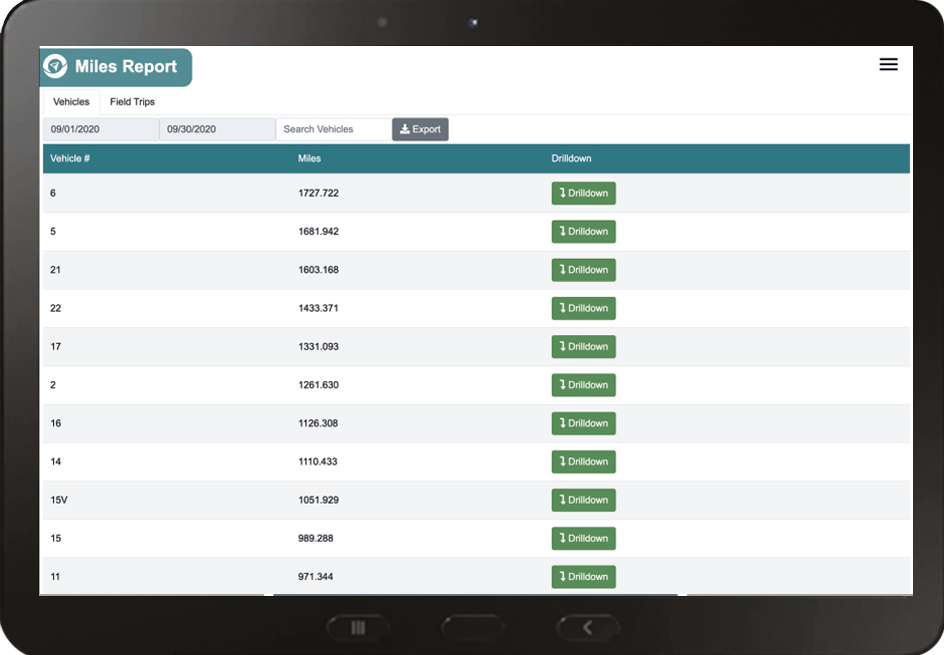 Miles Report
Vehicles Field Trips
09/01/2020 09/30/2020 Search Vehicles Export
Vehicle # Miles Drilldown
6 1727.722 Drilldown
5 1681.942 Drilldown
21 1603.168 Drilldown
22 1433.371 Drilldown
17 1331.093 Drilldown
2 1261.630 Drilldown
16 1126.308 Drilldown
14 1110.433 Drilldown
15V 1051.929 Drilldown
15 989.288 Drilldown
11 971.344 Drilldown